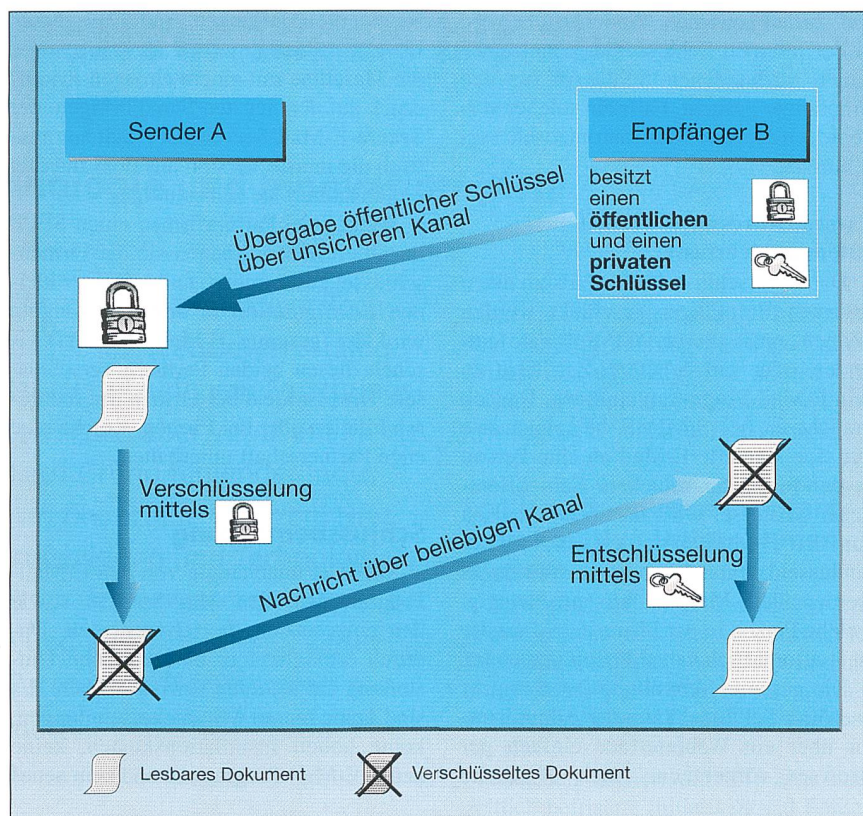 Sender A
Empfänger B
besitzt
einen
öffentlichen
und einen
privaten
Schlüssel
Übergabe öffentlicher Schlüssel
über unsicheren Kanal
Verschlüsselung
mittels
Nachricht über beliebigen Kanal
Entschlüsselung
mittels
Lesbares Dokument
Verschlüsseltes Dokument